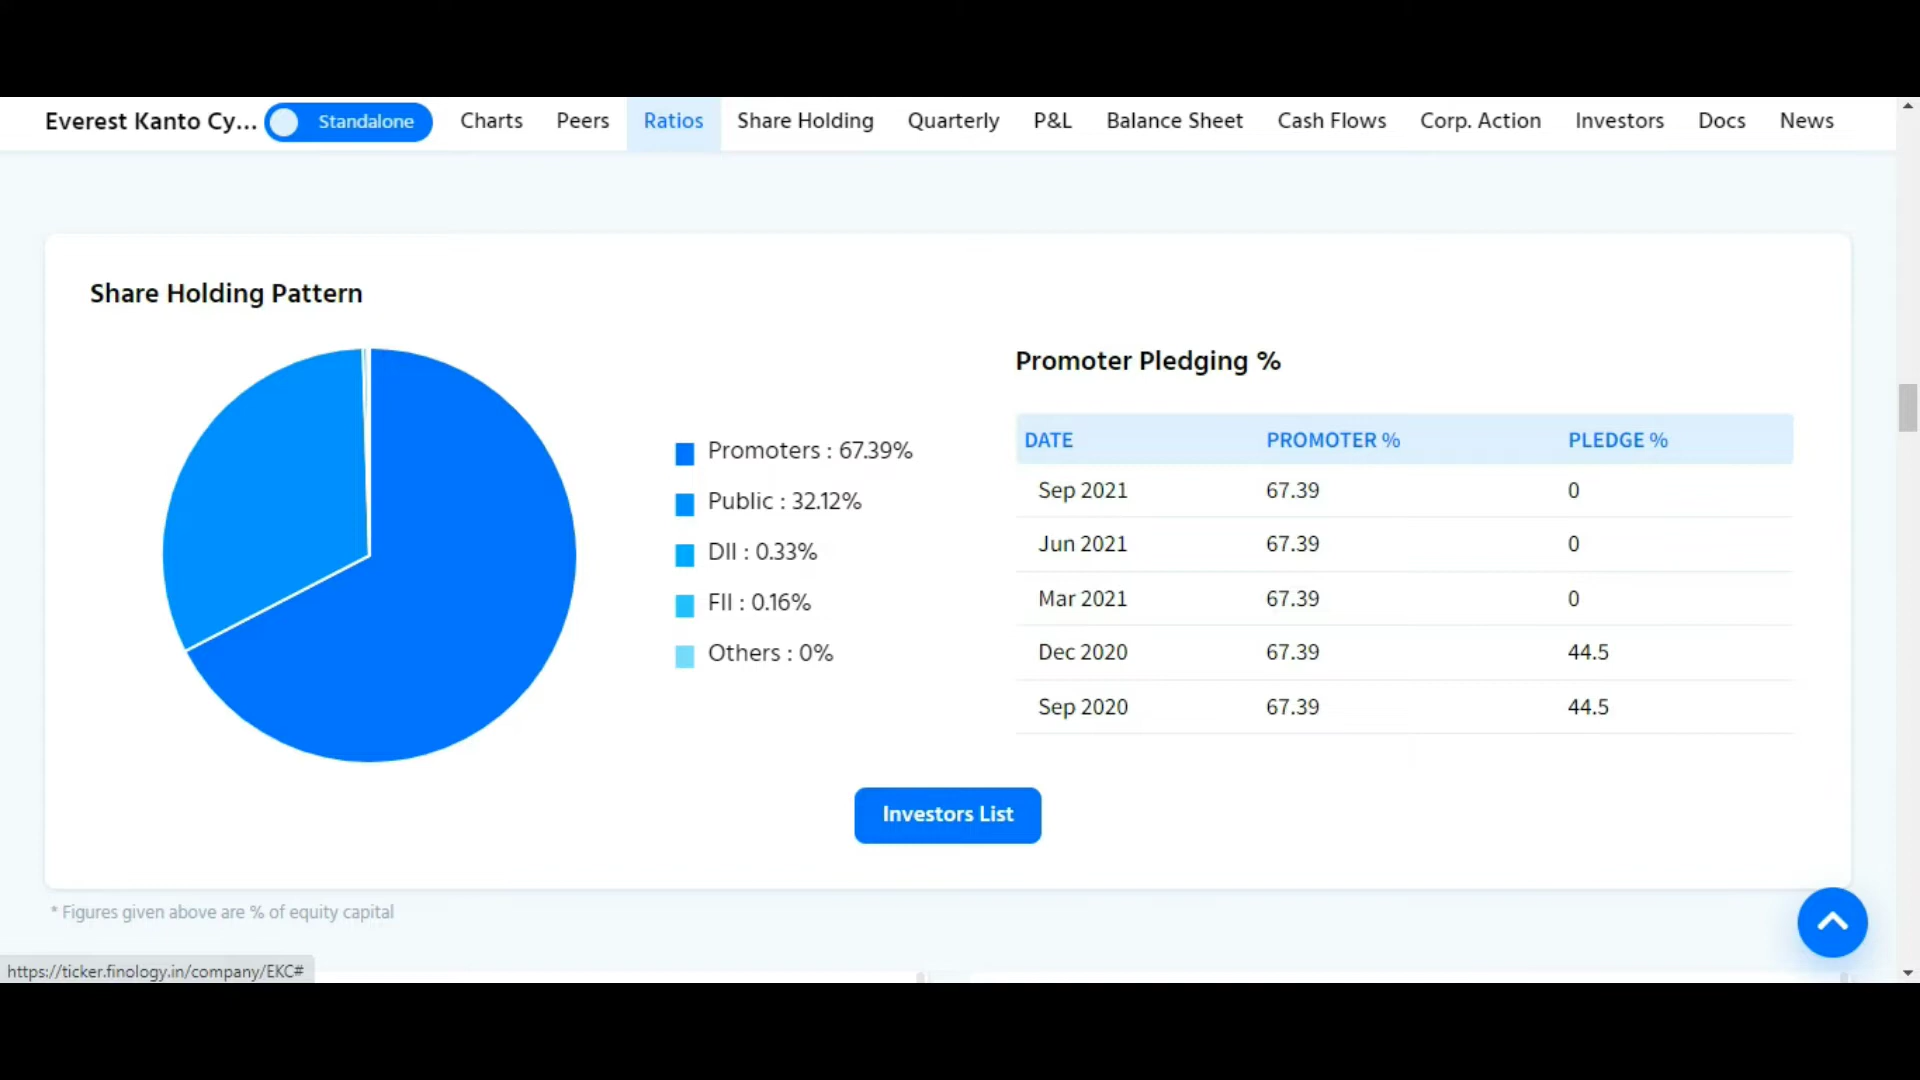 Everest Kanto Cy... Standalone Charts Peers Ratios Share Holding Quarterly P&L Balance Sheet Cash Flows Corp. Action Investors Docs News
Share Holding Pattern
Promoters : 67.39%
Public : 32.12%
DII : 0.33%
FII : 0.16%
Others : 0%
Promoter Pledging %
DATE PROMOTER % PLEDGE %
Sep 2021 67.39 0
Jun 2021 67.39 0
Mar 2021 67.39 0
Dec 2020 67.39 44.5
Sep 2020 67.39 44.5
Investors List
* Figures given above are % of equity capital
https://ticker.finology.in/company/EKC#